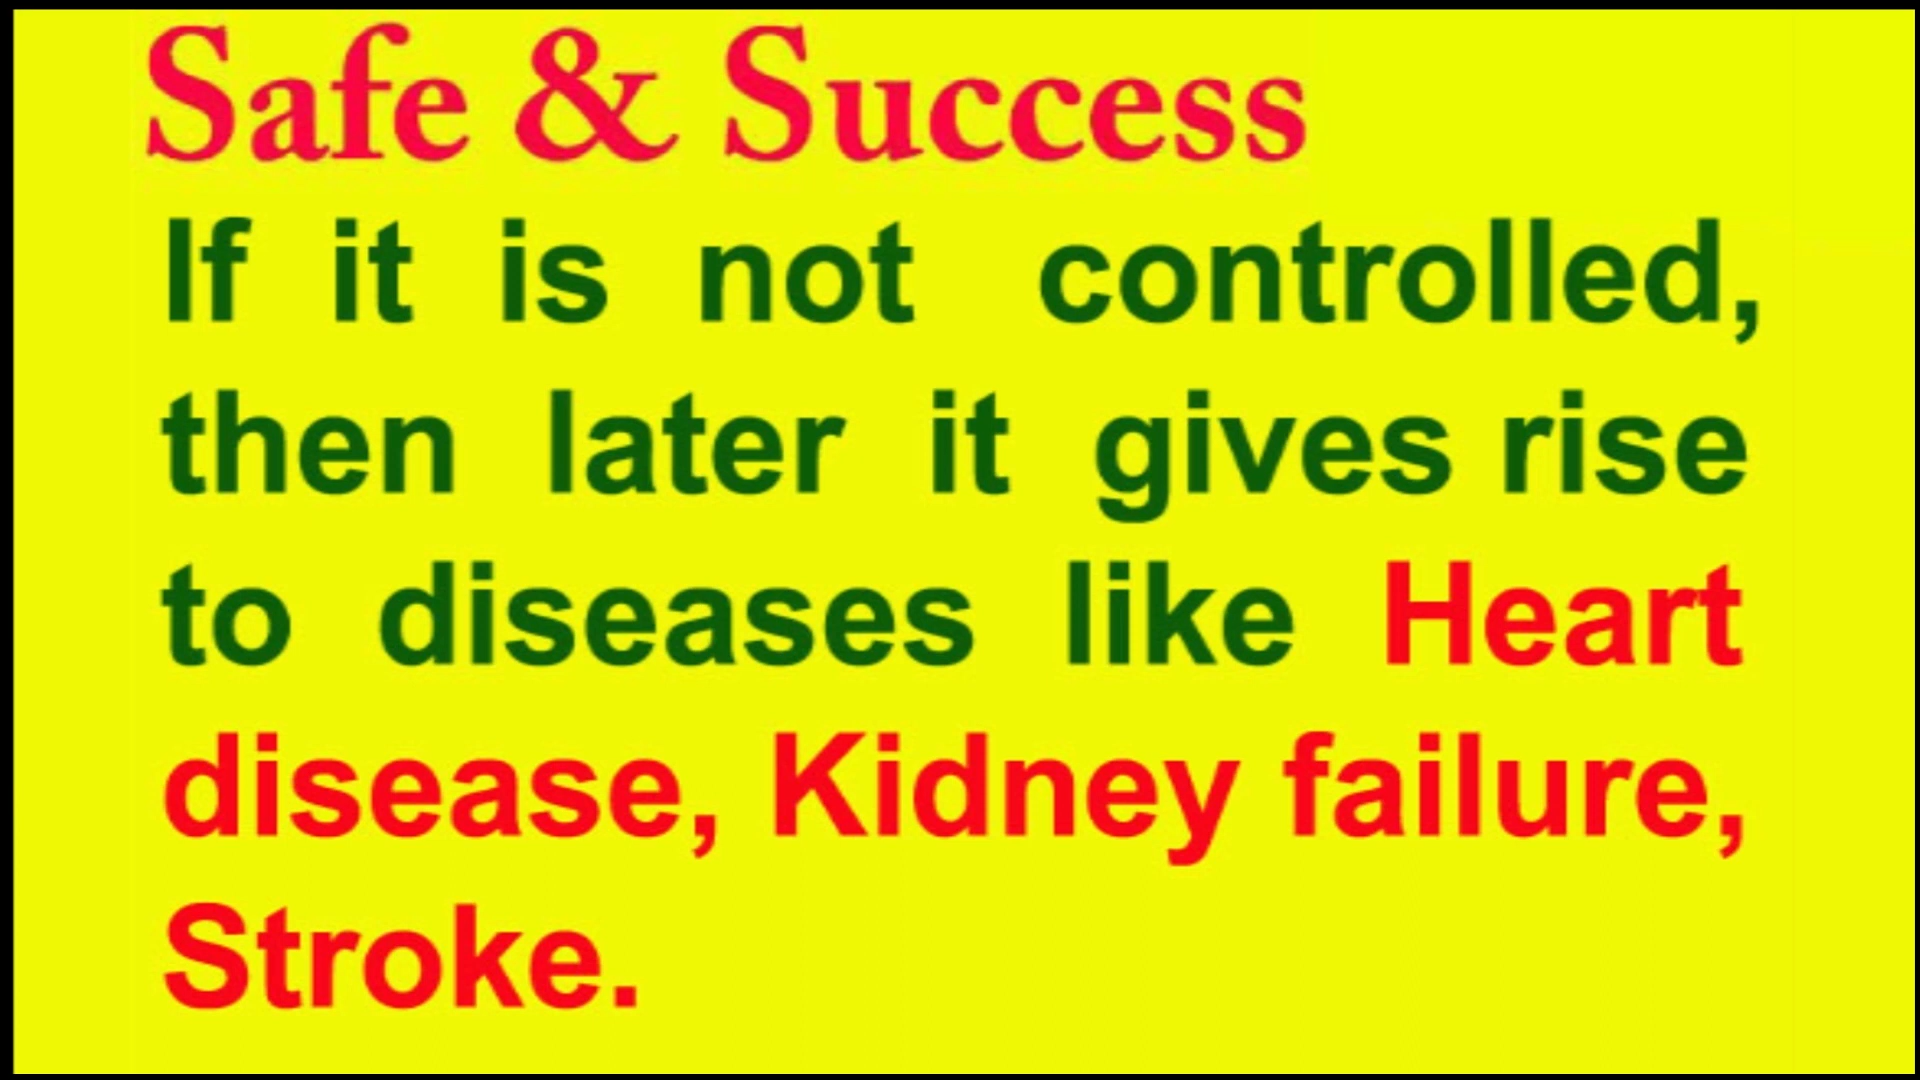 Safe & Success
If it is not controlled,
then later it gives rise
to diseases like Heart
disease, Kidney failure,
Stroke.